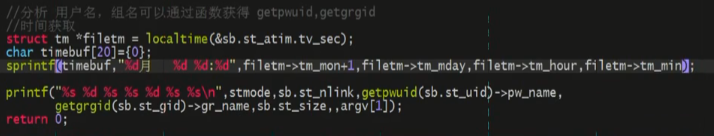 //分析 用户名，组名可以通过函数获得 getpwuid,getgrgid
//时间获取
struct tm *filetm = localtime(&sb.st_atim.tv_sec);
char timebuf[20]={0};
sprintf(timebuf,"%d月  %d %d:%d",filetm->tm_mon+1,filetm->tm_mday,filetm->tm_hour,filetm->tm_min);
printf("%s %d %s %s %d %s %s\n",stmode,sb.st_nlink,getpwuid(sb.st_uid)->pw_name,
getgrgid(sb.st_gid)->gr_name,sb.st_size,,argv[1]);
return 0;